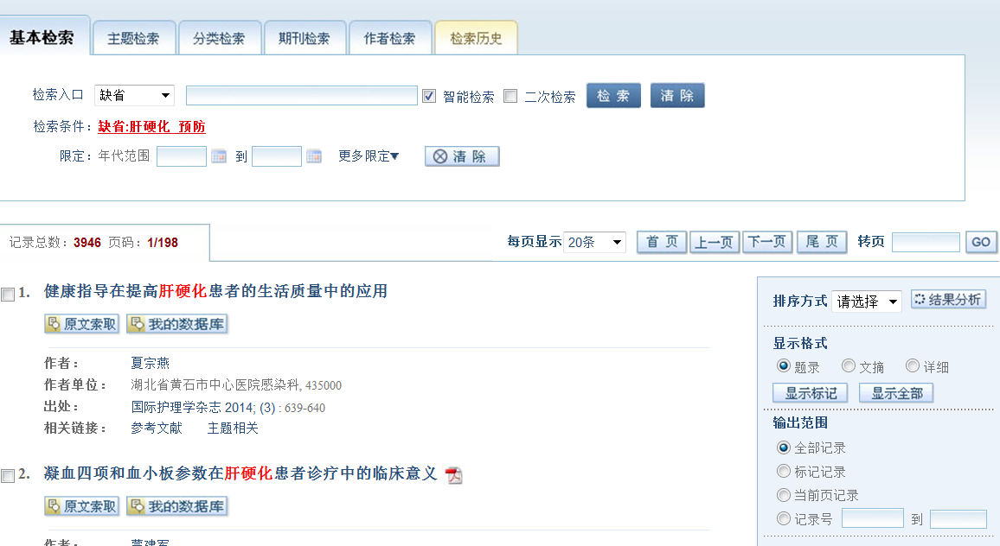 基本检索 主题检索 分类检索 期刊检索 作者检索 检索历史
检索入口 缺省 智能检索 二次检索 检 索 清 除
检索条件：缺省:肝硬化 预防
限定：年代范围 到 更多限定▼ 清 除
记录总数：3946 页码：1/198 每页显示 20条 首 页 上一页 下一页 尾 页 转页 GO
1. 健康指导在提高肝硬化患者的生活质量中的应用
原文索取 我的数据库
作者： 夏宗燕
作者单位： 湖北省黄石市中心医院感染科, 435000
出处： 国际护理学杂志 2014; (3) : 639-640
相关链接： 参考文献 主题相关
2. 凝血四项和血小板参数在肝硬化患者诊疗中的临床意义
原文索取 我的数据库
作者：
排序方式 请选择 结果分析
显示格式
题录 文摘 详细
显示标记 显示全部
输出范围
全部记录
标记记录
当前页记录
记录号 到